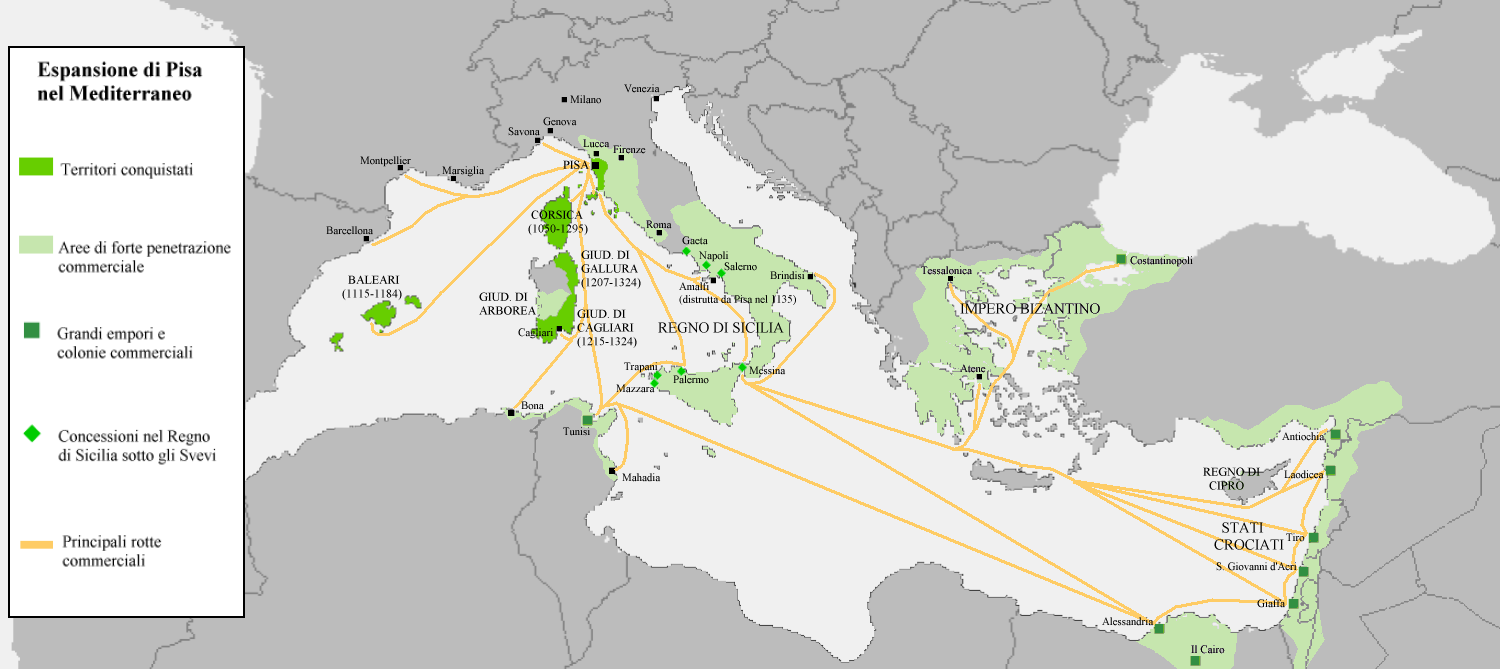 Espansione di Pisa
nel Mediterraneo
Territori conquistati
Aree di forte penetrazione
commerciale
Grandi empori e
colonie commerciali
Concessioni nel Regno
di Sicilia sotto gli Svevi
Principali rotte
commerciali
Venezia
Milano
Genova
Savona
Lucca
Firenze
Montpellier
Marsiglia
PISA
Barcellona
CORSICA
(1050-1295)
Roma
Gaeta
Napoli
Salerno
Brindisi
Amalfi
(distrutta da Pisa nel 1135)
GIUD. DI
GALLURA
(1207-1324)
BALEARI
(1115-1184)
GIUD. DI
ARBOREA
GIUD. DI
CAGLIARI
(1215-1324)
Cagliari
REGNO DI SICILIA
Tessalonica
Costantinopoli
IMPERO BIZANTINO
Atene
Trapani
Palermo
Mazzara
Messina
Bona
Tunisi
Mahadia
Antiochia
Laodicea
REGNO DI
CIPRO
STATI
CROCIATI
Tiro
S. Giovanni d'Acri
Giaffa
Alessandria
Il Cairo